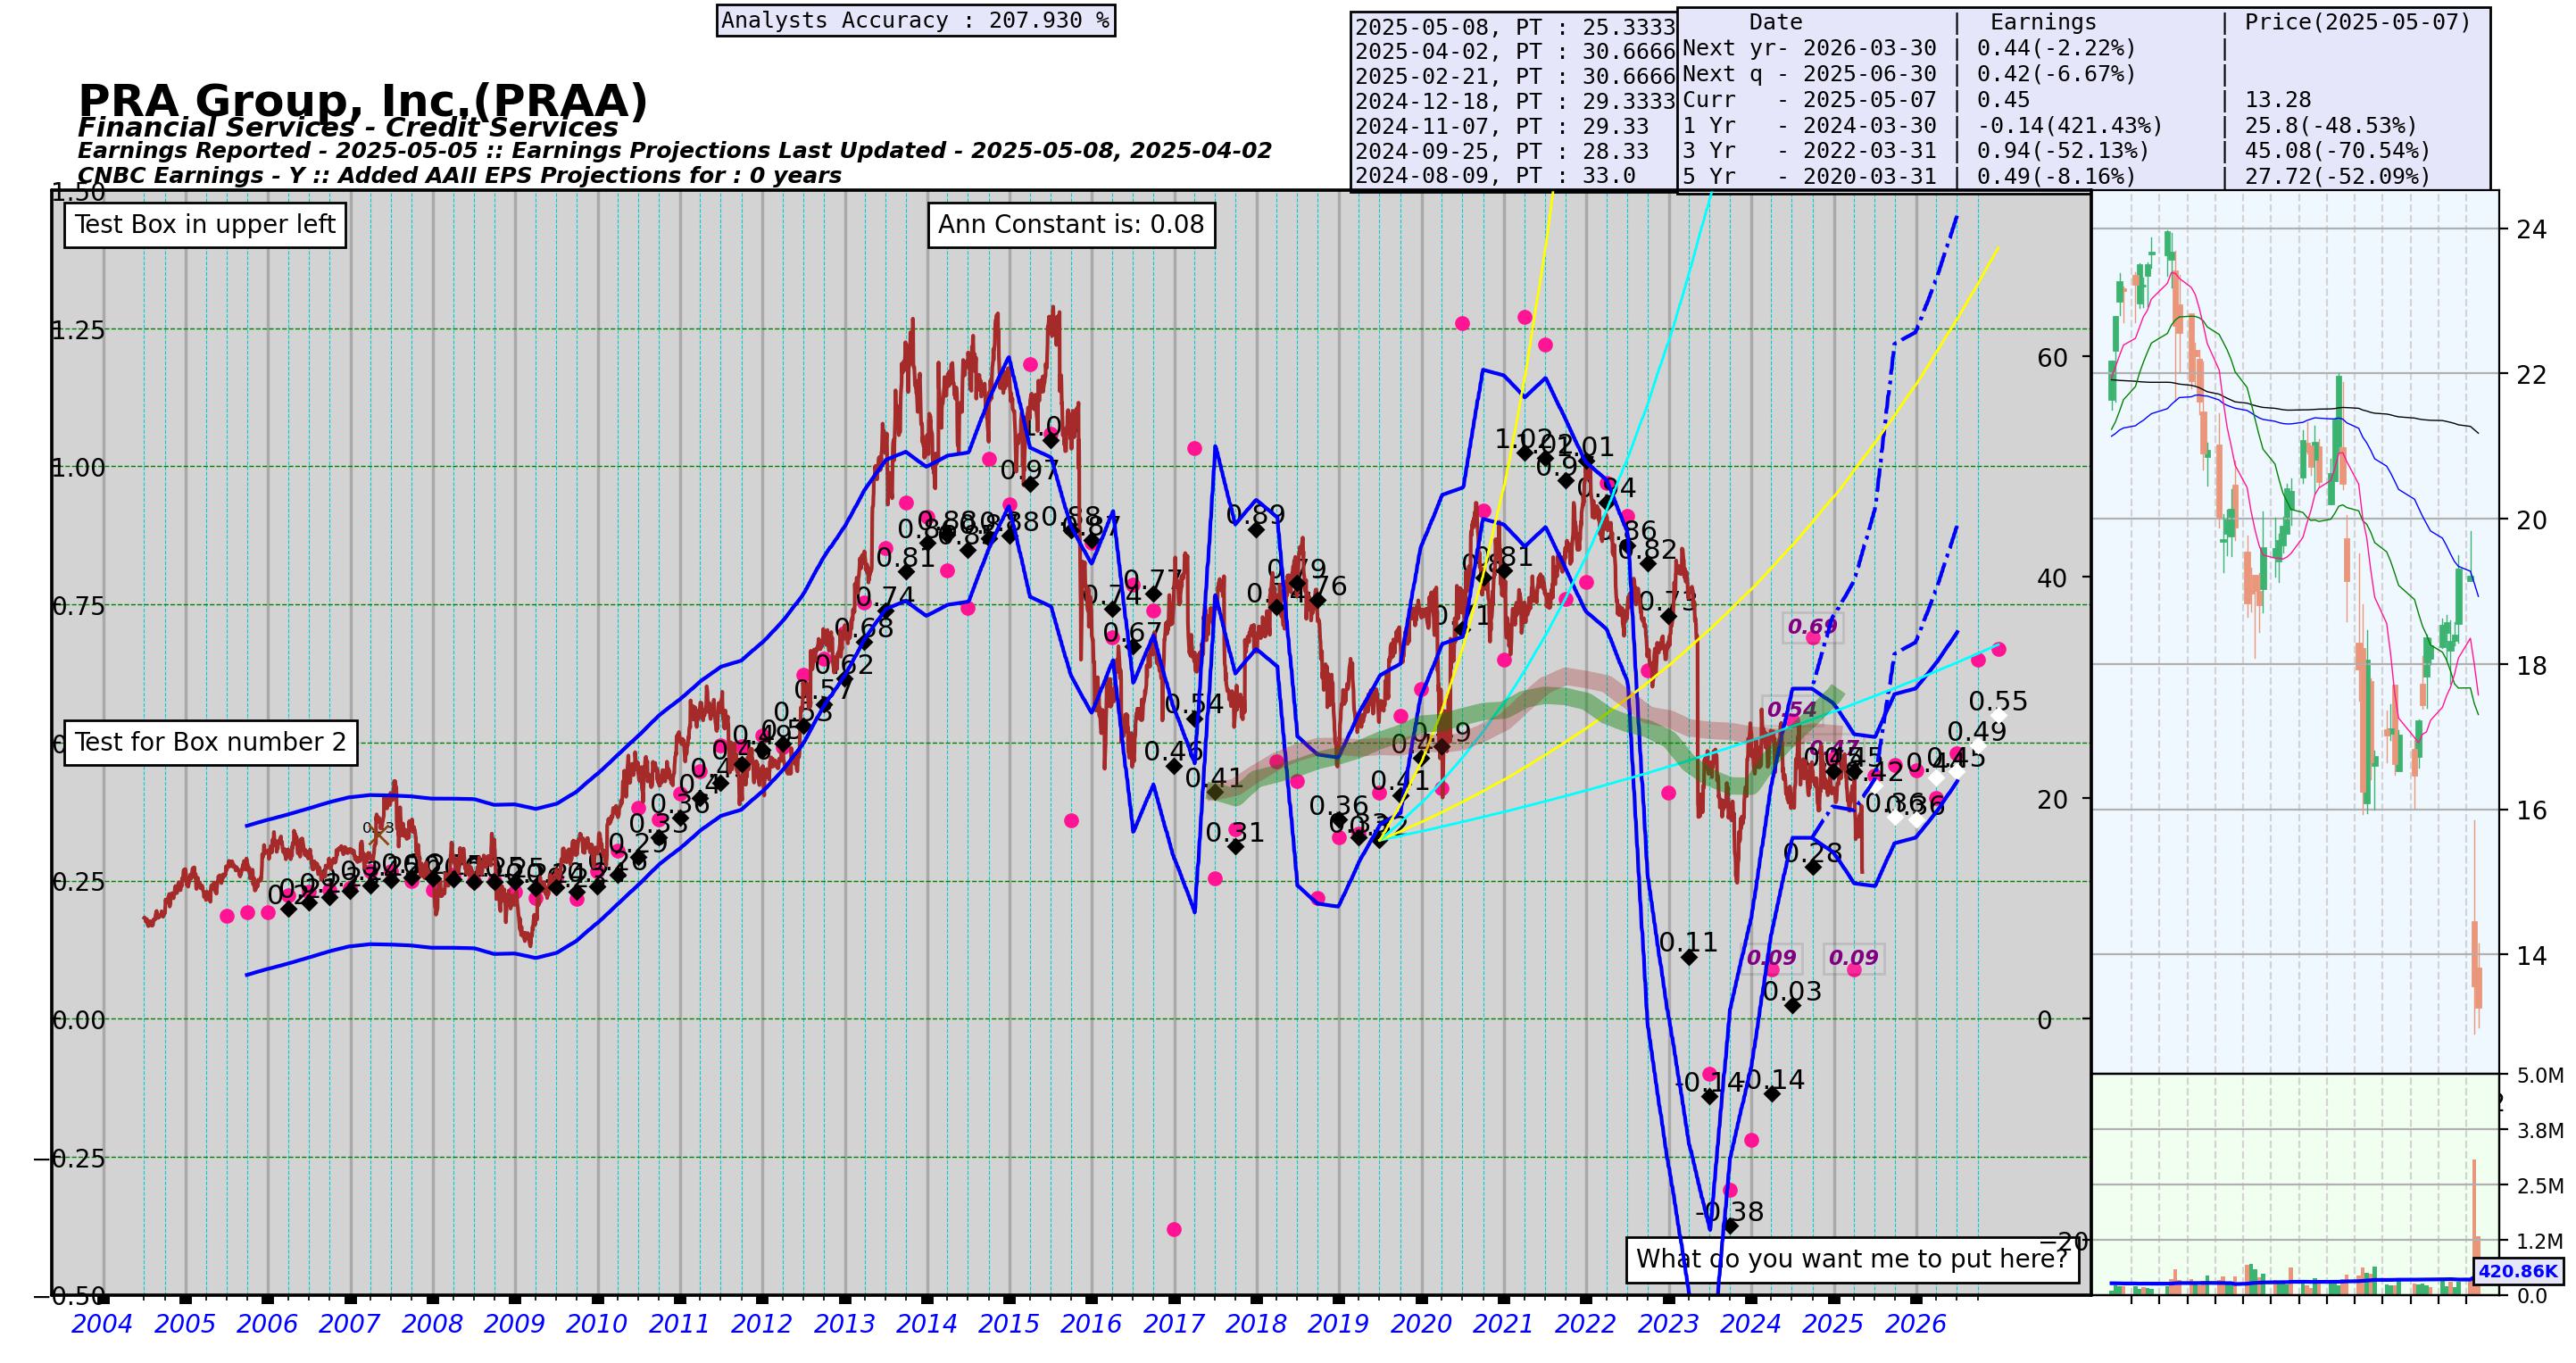 Analysts Accuracy : 207.930 %
2025-05-08, PT : 25.3333
2025-04-02, PT : 30.6666
2025-02-21, PT : 30.6666
2024-12-18, PT : 29.3333
2024-11-07, PT : 29.33
2024-09-25, PT : 28.33
2024-08-09, PT : 33.0
Date | Earnings | Price(2025-05-07)
Next yr- 2026-03-30 | 0.44(-2.22%) |
Next q - 2025-06-30 | 0.42(-6.67%) |
Curr - 2025-05-07 | 0.45 | 13.28
1 Yr - 2024-03-30 | -0.14(421.43%) | 25.8(-48.53%)
3 Yr - 2022-03-31 | 0.94(-52.13%) | 45.08(-70.54%)
5 Yr - 2020-03-31 | 0.49(-8.16%) | 27.72(-52.09%)
PRA Group, Inc.(PRAA)
Financial Services - Credit Services
Earnings Reported - 2025-05-05 :: Earnings Projections Last Updated - 2025-05-08, 2025-04-02
CNBC Earnings - Y :: Added AAII EPS Projections for : 0 years
Test Box in upper left
Ann Constant is: 0.08
Test for Box number 2
What do you want me to put here?
1.50
1.25
1.00
0.75
0.25
0.00
−0.25
−0.50
60
40
20
0
−20
24
22
20
18
16
14
5.0M
3.8M
2.5M
1.2M
0.0
420.86K
0.62
0.68
0.74
0.81
0.97
0.74
0.67
0.77
0.46
0.54
0.41
0.31
0.89
0.79
0.36
0.41
0.81
1.02
1.01
0.82
0.73
0.11
-0.14
-0.38
-0.14
0.03
0.28
0.09
0.09
0.54
0.69
0.47
0.42
0.36
0.45
0.49
0.55
2004 2005 2006 2007 2008 2009 2010 2011 2012 2013 2014 2015 2016 2017 2018 2019 2020 2021 2022 2023 2024 2025 2026